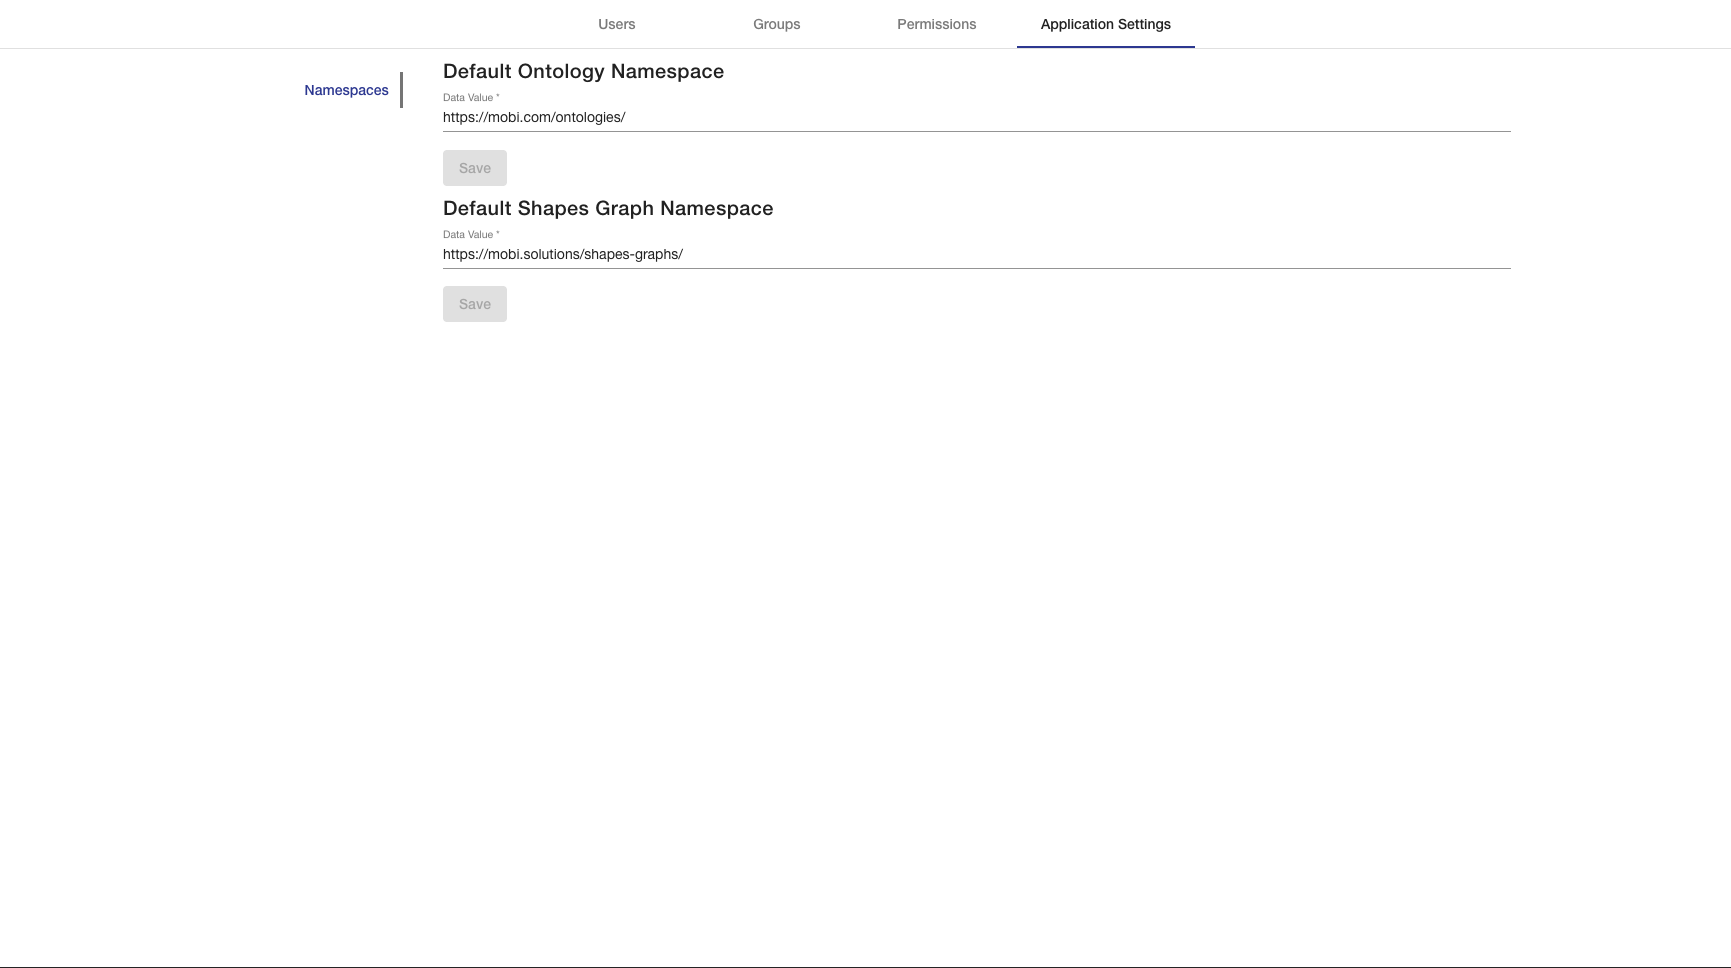 Users Groups Permissions Application Settings
Namespaces
Default Ontology Namespace
Data Value *
https://mobi.com/ontologies/
Save
Default Shapes Graph Namespace
Data Value *
https://mobi.solutions/shapes-graphs/
Save